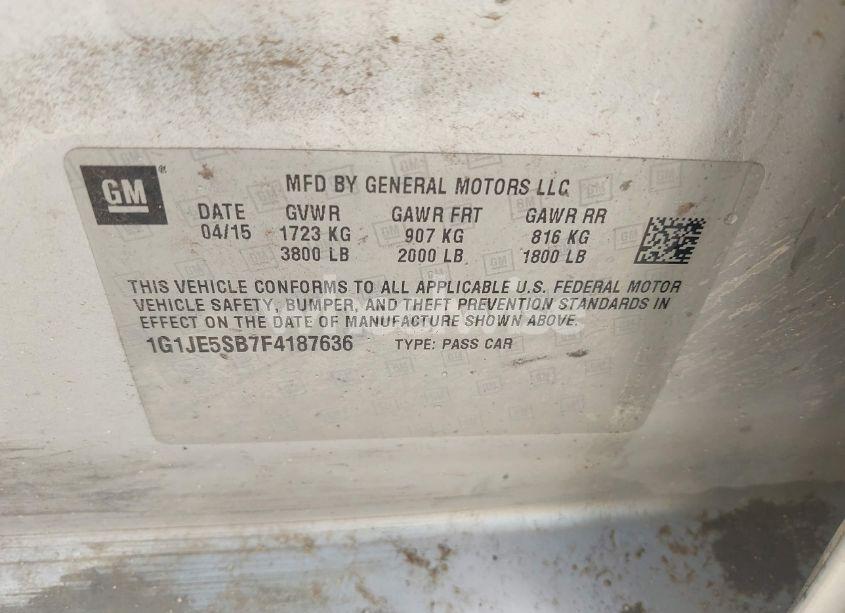 GM
MFD BY GENERAL MOTORS LLC
DATE GVWR GAWR FRT GAWR RR
04/15 1723 KG 907 KG 816 KG
3800 LB 2000 LB 1800 LB
THIS VEHICLE CONFORMS TO ALL APPLICABLE U.S. FEDERAL MOTOR
VEHICLE SAFETY, BUMPER, AND THEFT PREVENTION STANDARDS IN
EFFECT ON THE DATE OF MANUFACTURE SHOWN ABOVE.
1G1JE5SB7F4187636 TYPE: PASS CAR